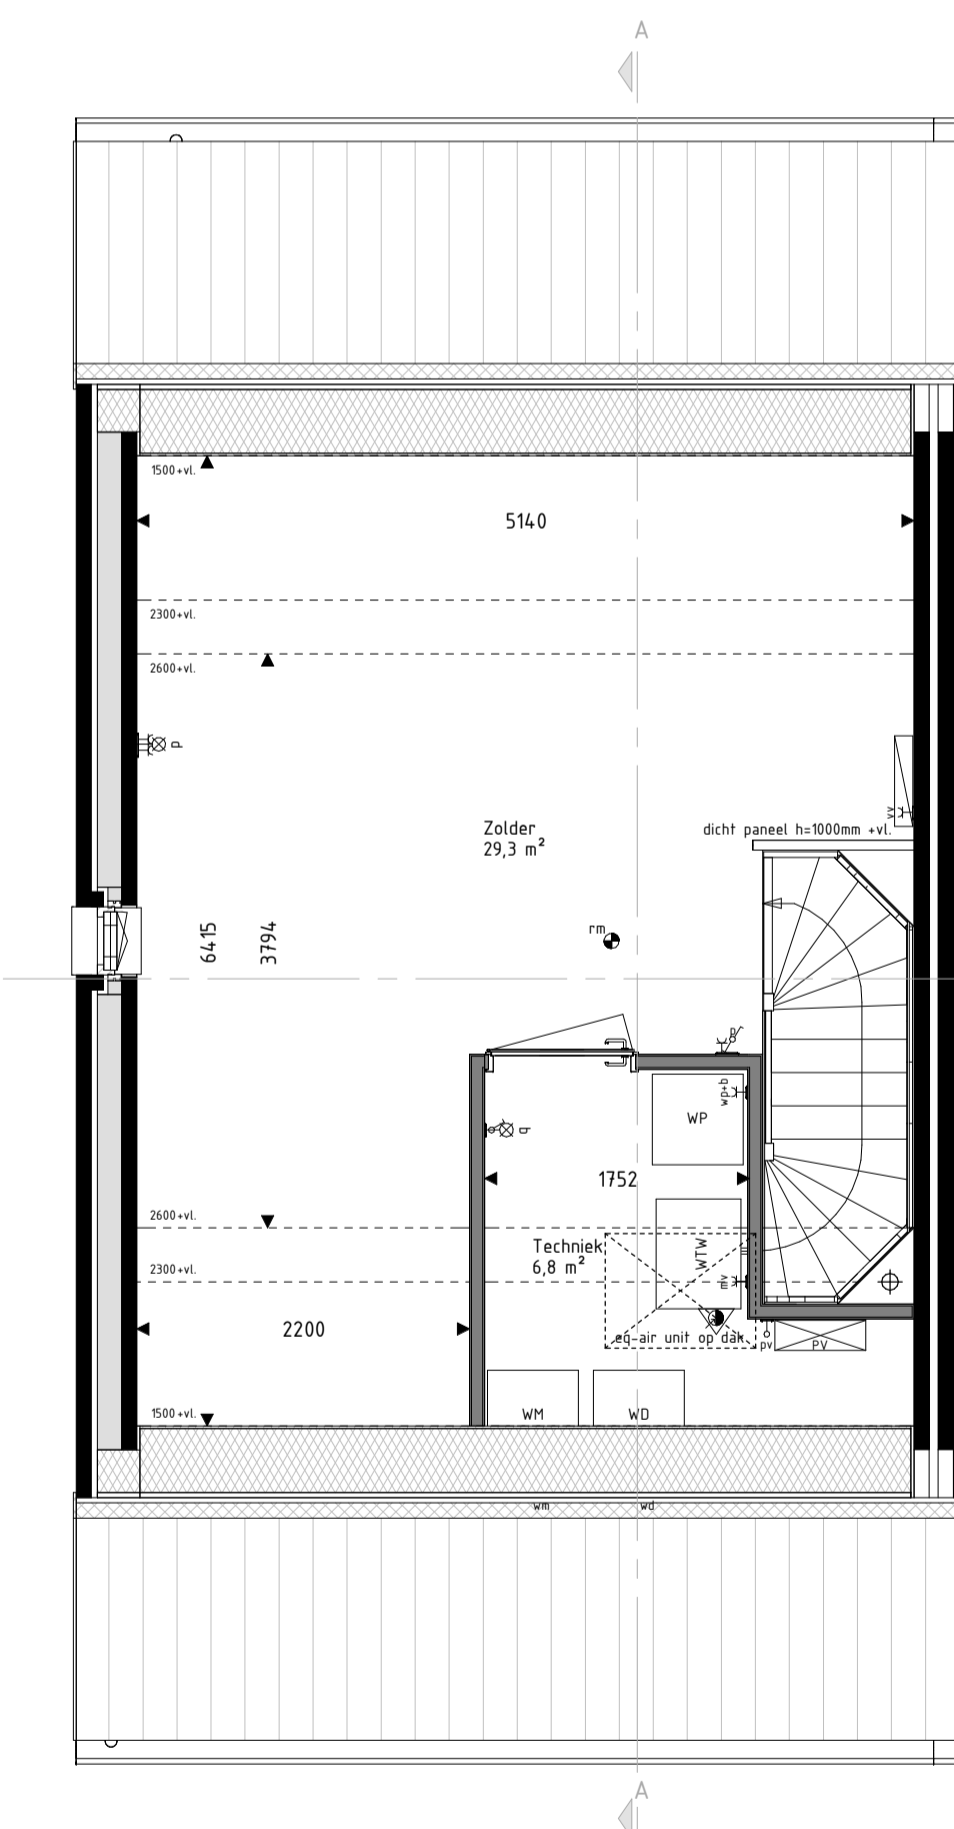 A
1500+vl.
5140
2300+vl.
2600+vl.
p
vv
Zolder
29,3 m²
dicht paneel h=1000mm +vl.
6415
3794
rm
p
wp+b
WP
q
1752
2600+vl.
Techniek
6,8 m²
WTW
m
mv
2300+vl.
2200
eq-air unit op dak
pv
PV
1500+vl.
WM
WD
wm
wd
A